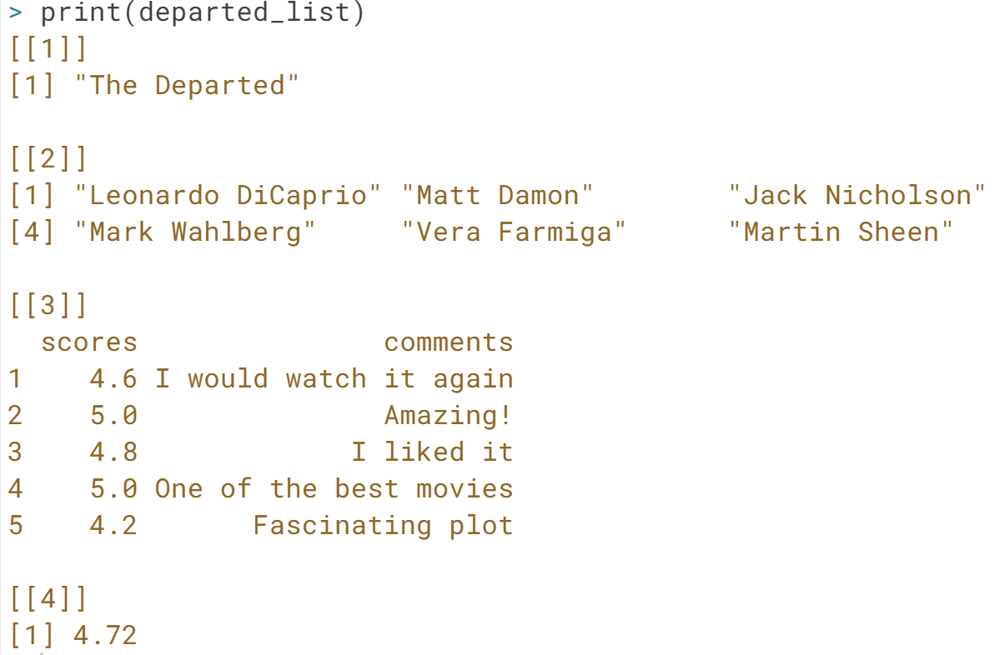 > print(departed_list)
[[1]]
[1] "The Departed"
[[2]]
[1] "Leonardo DiCaprio" "Matt Damon"        "Jack Nicholson"
[4] "Mark Wahlberg"     "Vera Farmiga"      "Martin Sheen"
[[3]]
  scores               comments
1    4.6 I would watch it again
2    5.0               Amazing!
3    4.8             I liked it
4    5.0 One of the best movies
5    4.2       Fascinating plot
[[4]]
[1] 4.72